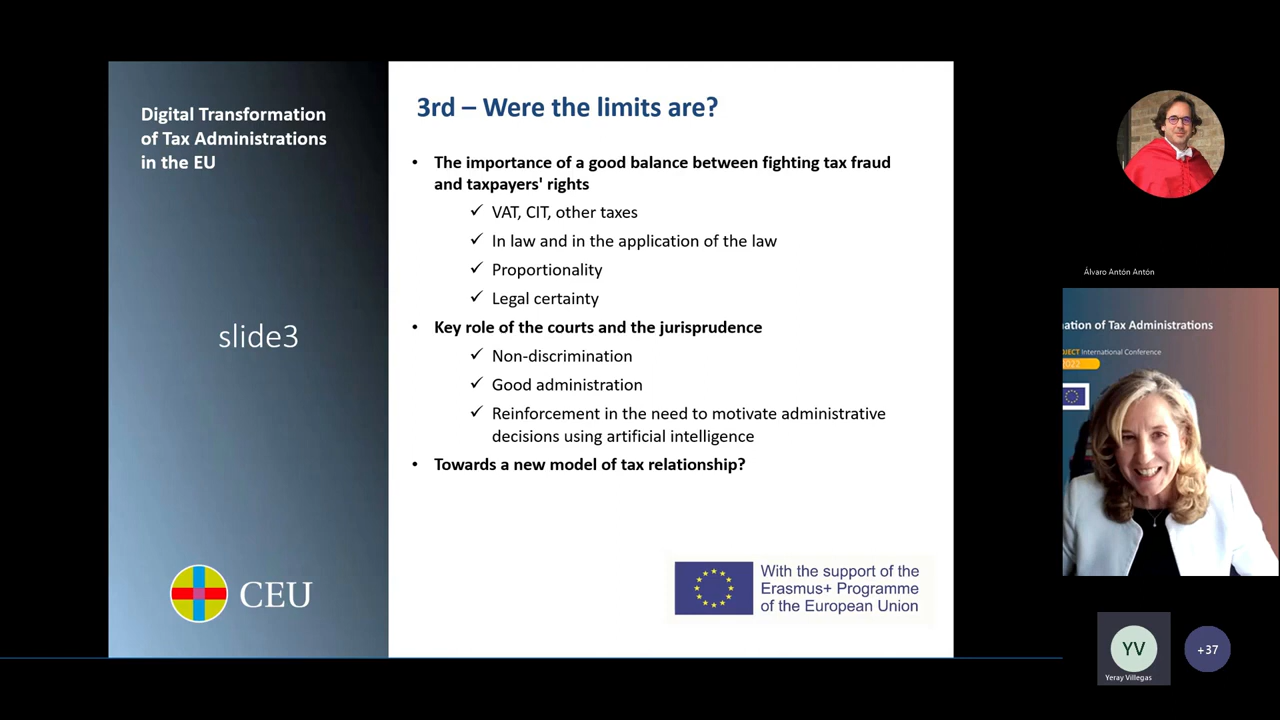 Digital Transformation
of Tax Administrations
in the EU
slide3
CEU
3rd – Were the limits are?
• The importance of a good balance between fighting tax fraud
and taxpayers' rights
✓ VAT, CIT, other taxes
✓ In law and in the application of the law
✓ Proportionality
✓ Legal certainty
• Key role of the courts and the jurisprudence
✓ Non-discrimination
✓ Good administration
✓ Reinforcement in the need to motivate administrative
decisions using artificial intelligence
• Towards a new model of tax relationship?
With the support of the
Erasmus+ Programme
of the European Union
Álvaro Antón Antón
ation of Tax Administrations
JECT International Conference
2022
YV
Yeray Villegas
+37